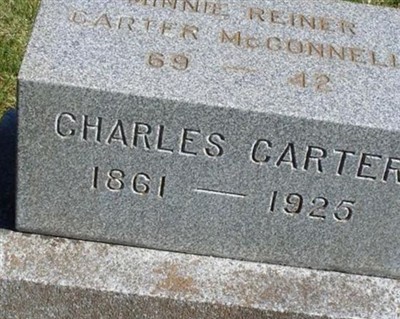 MINNIE REINER
CARTER McCONNELL
69 — 42
CHARLES CARTER
1861 — 1925